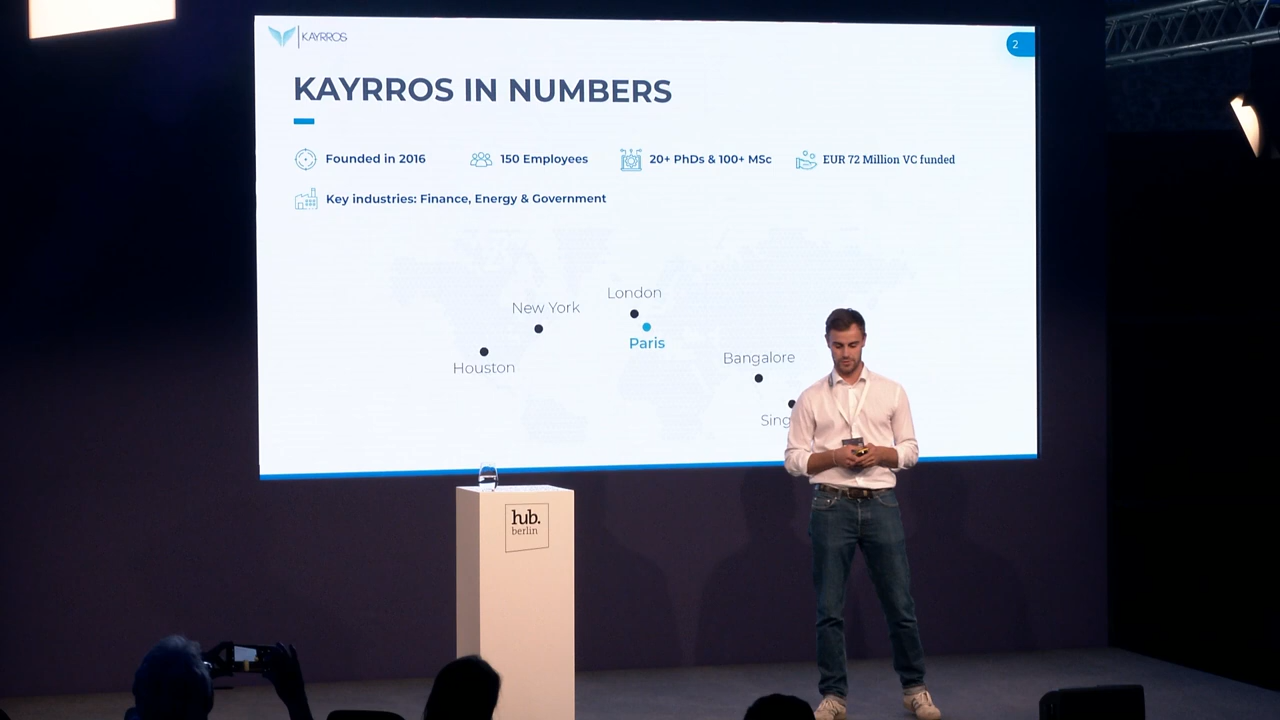 KAYRROS
2
KAYRROS IN NUMBERS
Founded in 2016
150 Employees
20+ PhDs & 100+ MSc
EUR 72 Million VC funded
Key industries: Finance, Energy & Government
London
New York
Paris
Houston
Bangalore
Sing
hub.
berlin